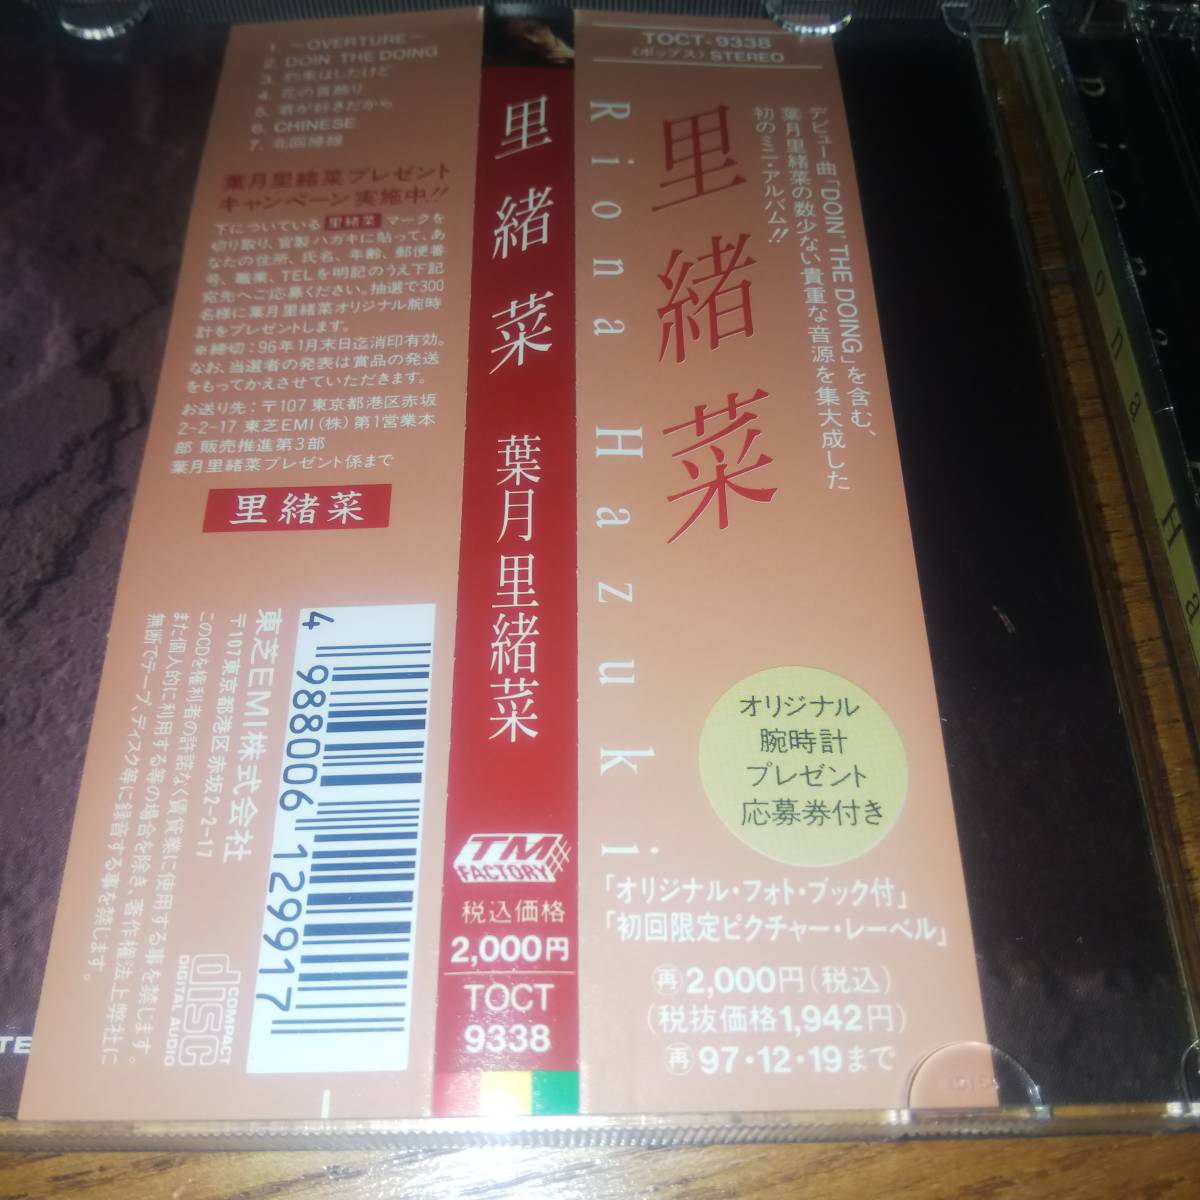 1. ～OVERTURE～
2. DOIN' THE DOING
3. 約束はしたけど
4. 花の首飾り
5. 君が好きだから
6. CHINESE
7. 北回帰線
葉月里緒菜プレゼント
キャンペーン実施中!!
下についている 里緒菜 マークを
切り取り、官製ハガキに貼って、あ
なたの住所、氏名、年齢、郵便番
号、職業、TELを明記のうえ下記
宛先へご応募ください。抽選で300
名様に葉月里緒菜オリジナル腕時
計をプレゼントします。
※締切：96年1月末日迄消印有効。
なお、当選者の発表は賞品の発送
をもってかえさせていただきます。
お送り先：〒107 東京都港区赤坂
2-2-17 東芝EMI(株)第1営業本
部 販売推進第3部
葉月里緒菜プレゼント係まで
里緒菜
4 988006 129917
東芝EMI株式会社
〒107東京都港区赤坂2-2-17
このCDを権利者の許諾なく賃貸業に使用する事を禁じます。
また個人的に利用する等の場合を除き、著作権法上弊社に
無断でテープ、ディスク等に録音する事を禁じます。
COMPACT
disc
DIGITAL AUDIO
里緒菜 葉月里緒菜
TM
FACTORY
税込価格
2,000円
TOCT
9338
TOCT-9338
〈ポップス〉STEREO
デビュー曲「DOIN' THE DOING」を含む、
葉月里緒菜の数少ない貴重な音源を集大成した
初のミニ・アルバム!!
里緒菜
Riona Hazuki
オリジナル
腕時計
プレゼント
応募券付き
「オリジナル・フォト・ブック付」
「初回限定ピクチャー・レーベル」
再2,000円(税込)
(税抜価格1,942円)
再97・12・19まで